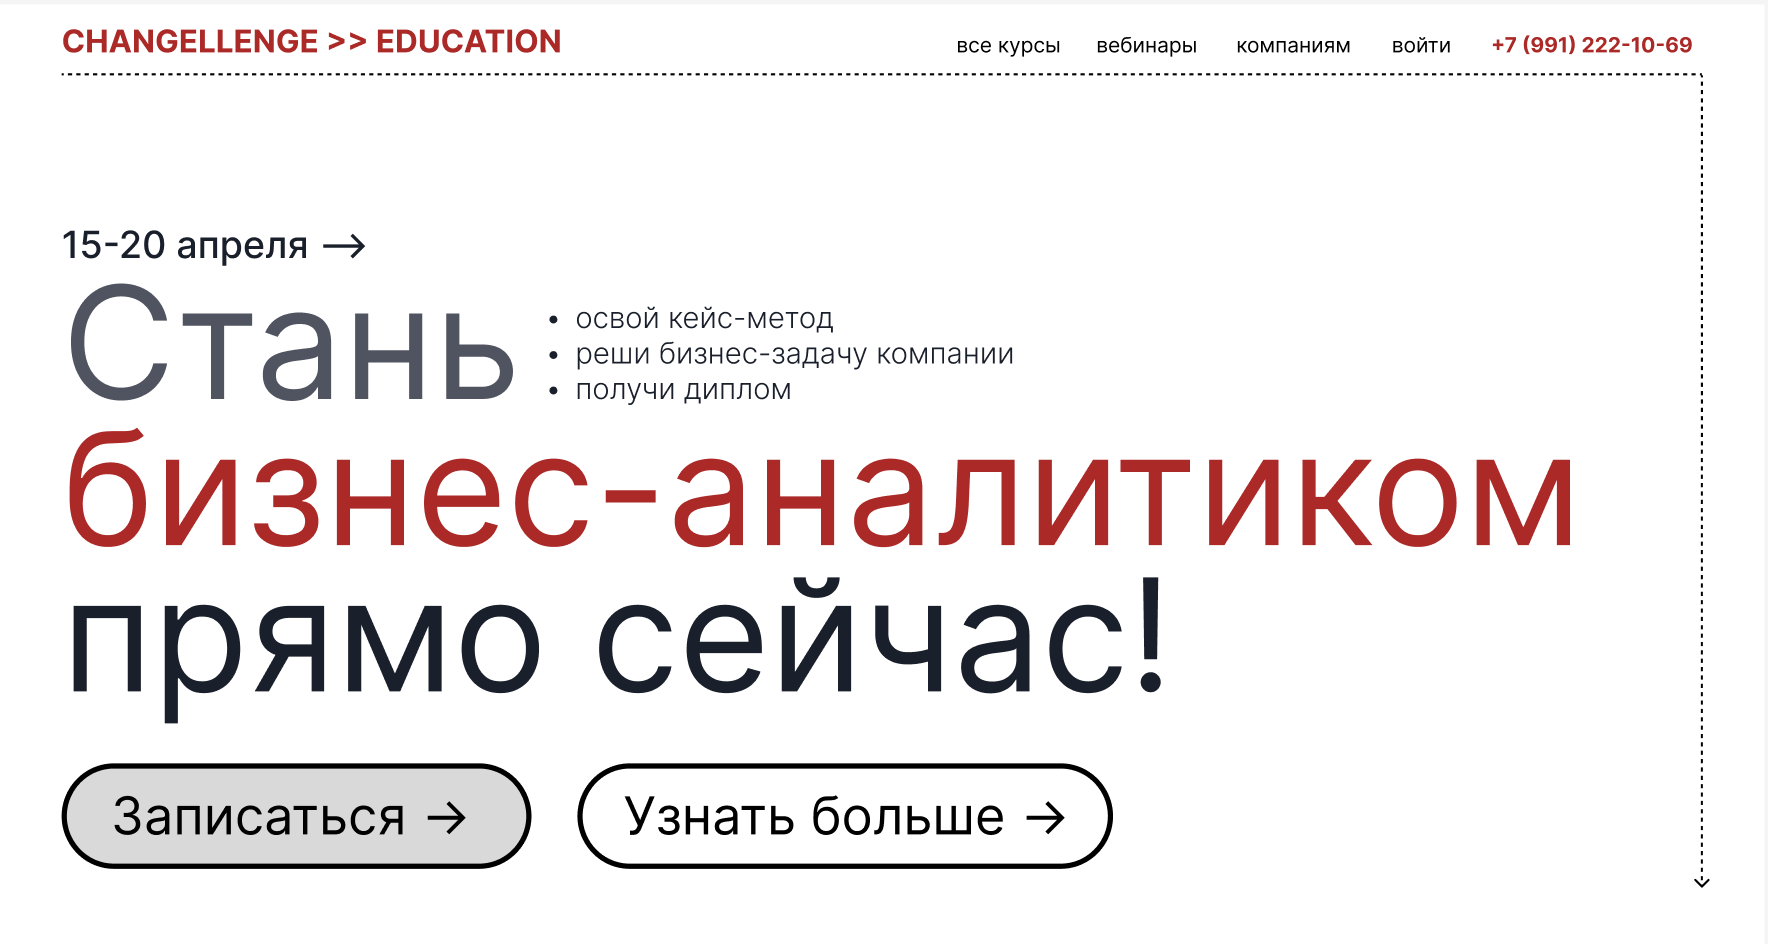 CHANGELLENGE >> EDUCATION
все курсы вебинары компаниям войти +7 (991) 222-10-69
15-20 апреля →
Стань
• освой кейс-метод
• реши бизнес-задачу компании
• получи диплом
бизнес-аналитиком
прямо сейчас!
Записаться →
Узнать больше →